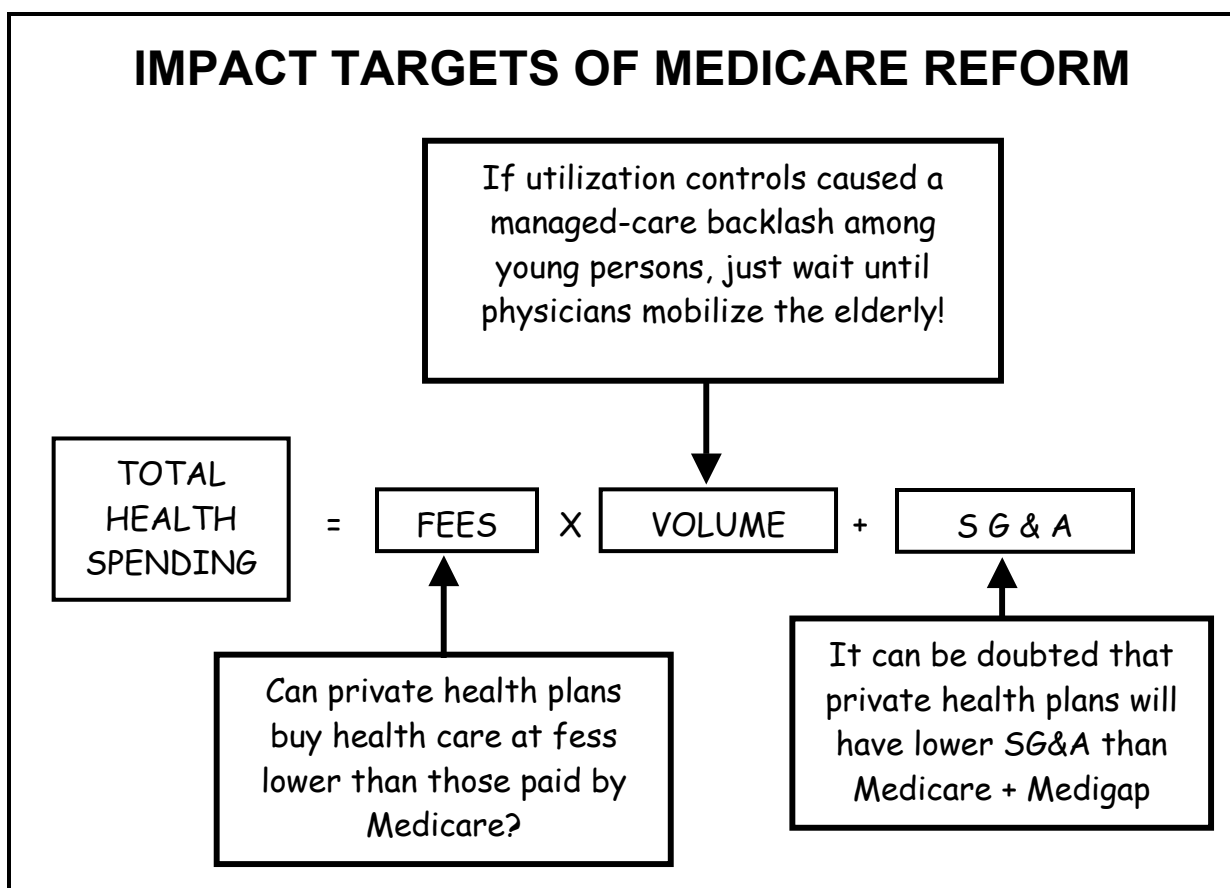 IMPACT TARGETS OF MEDICARE REFORM
If utilization controls caused a
managed-care backlash among
young persons, just wait until
physicians mobilize the elderly!
TOTAL
HEALTH
SPENDING
=
FEES
X
VOLUME
+
S G & A
Can private health plans
buy health care at fess
lower than those paid by
Medicare?
It can be doubted that
private health plans will
have lower SG&A than
Medicare + Medigap